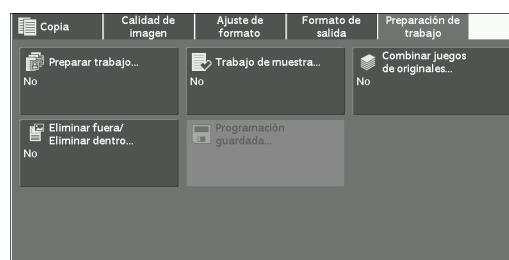 Copia
Calidad de
imagen
Ajuste de
formato
Formato de
salida
Preparación de
trabajo
Preparar trabajo...
No
Trabajo de muestra...
No
Combinar juegos
de originales...
No
Eliminar fuera/
Eliminar dentro...
No
Programación
guardada...